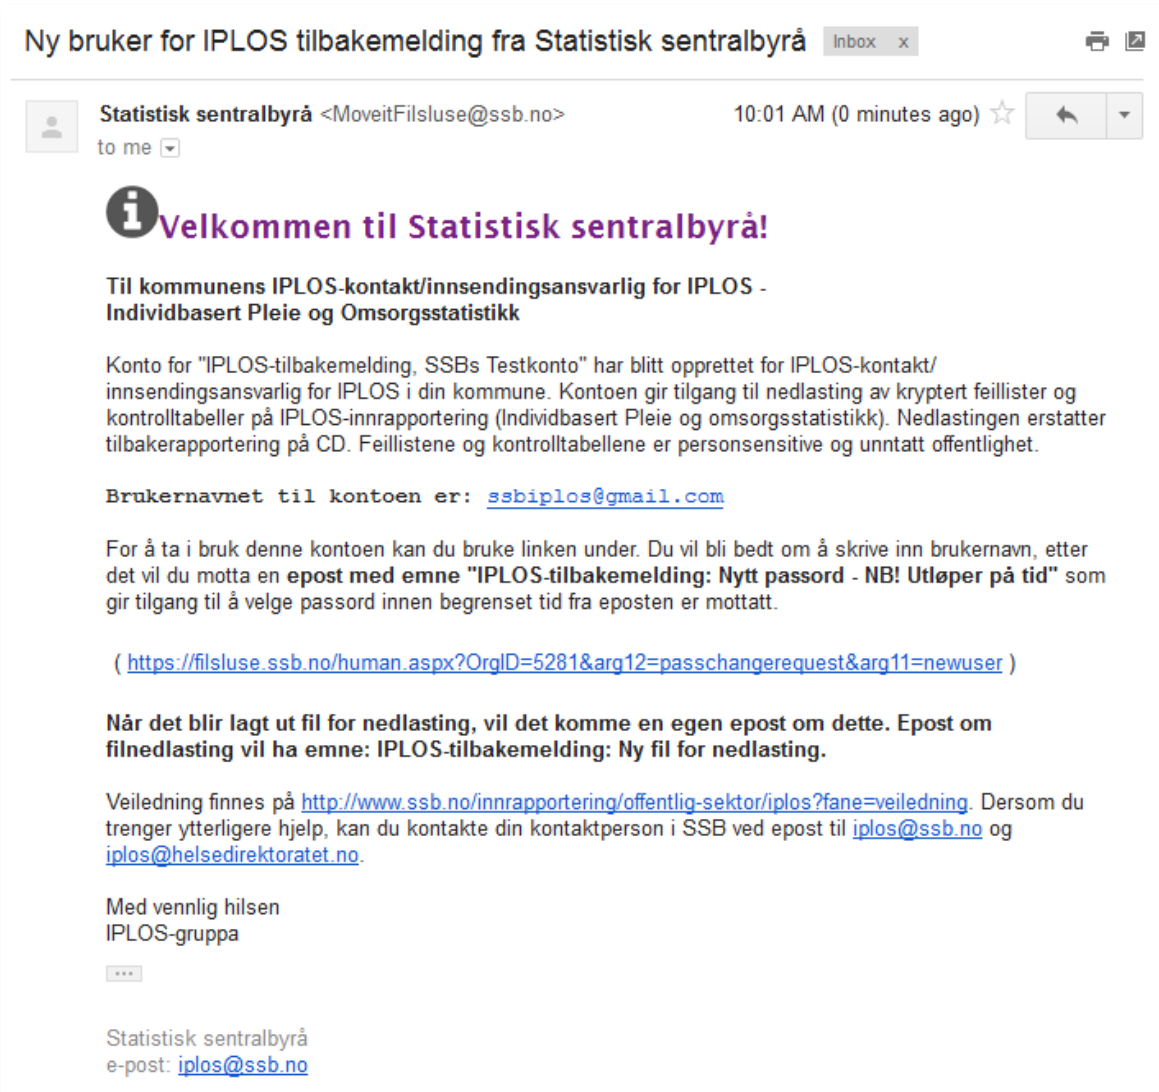 Ny bruker for IPLOS tilbakemelding fra Statistisk sentralbyrå Inbox x
Statistisk sentralbyrå <MoveitFilsluse@ssb.no> 10:01 AM (0 minutes ago)
to me
Velkommen til Statistisk sentralbyrå!
Til kommunens IPLOS-kontakt/innsendingsansvarlig for IPLOS -
Individbasert Pleie og Omsorgsstatistikk
Konto for "IPLOS-tilbakemelding, SSBs Testkonto" har blitt opprettet for IPLOS-kontakt/
innsendingsansvarlig for IPLOS i din kommune. Kontoen gir tilgang til nedlasting av kryptert feillister og
kontrolltabeller på IPLOS-innrapportering (Individbasert Pleie og omsorgsstatistikk). Nedlastingen erstatter
tilbakerapportering på CD. Feillistene og kontrolltabellene er personsensitive og unntatt offentlighet.
Brukernavnet til kontoen er: ssbiplos@gmail.com
For å ta i bruk denne kontoen kan du bruke linken under. Du vil bli bedt om å skrive inn brukernavn, etter
det vil du motta en epost med emne "IPLOS-tilbakemelding: Nytt passord - NB! Utløper på tid" som
gir tilgang til å velge passord innen begrenset tid fra eposten er mottatt.
( https://filsluse.ssb.no/human.aspx?OrgID=5281&arg12=passchangerequest&arg11=newuser )
Når det blir lagt ut fil for nedlasting, vil det komme en egen epost om dette. Epost om
filnedlasting vil ha emne: IPLOS-tilbakemelding: Ny fil for nedlasting.
Veiledning finnes på http://www.ssb.no/innrapportering/offentlig-sektor/iplos?fane=veiledning. Dersom du
trenger ytterligere hjelp, kan du kontakte din kontaktperson i SSB ved epost til iplos@ssb.no og
iplos@helsedirektoratet.no.
Med vennlig hilsen
IPLOS-gruppa
Statistisk sentralbyrå
e-post: iplos@ssb.no